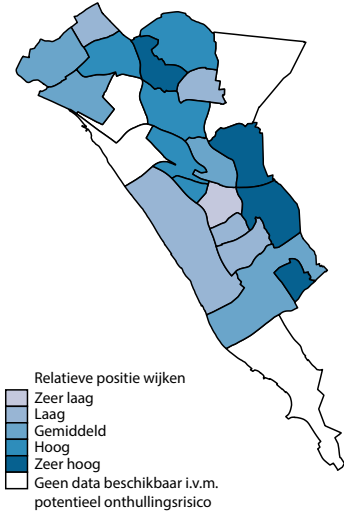 Relatieve positie wijken
Zeer laag
Laag
Gemiddeld
Hoog
Zeer hoog
Geen data beschikbaar i.v.m.
potentieel onthullingsrisico